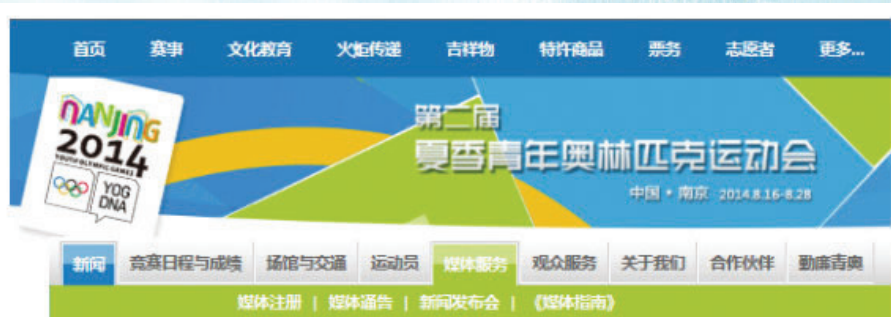 首页 赛事 文化教育 火炬传递 吉祥物 特许商品 票务 志愿者 更多...
NANJING
2014
YOUTH OLYMPIC GAMES
YOG
DNA
第二届
夏季青年奥林匹克运动会
中国·南京 2014.8.16-8.28
新闻 竞赛日程与成绩 场馆与交通 运动员 媒体服务 观众服务 关于我们 合作伙伴 勤廉青奥
媒体注册 | 媒体通告 | 新闻发布会 | 《媒体指南》